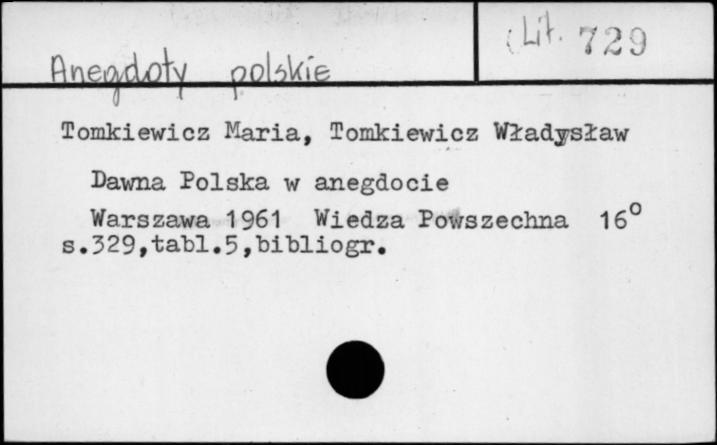 Lit. 729
Anegdoty polskie
Tomkiewicz Maria, Tomkiewicz Władysław
Dawna Polska w anegdocie
Warszawa 1961 Wiedza Powszechna 16°
s.329,tabl.5,bibliogr.